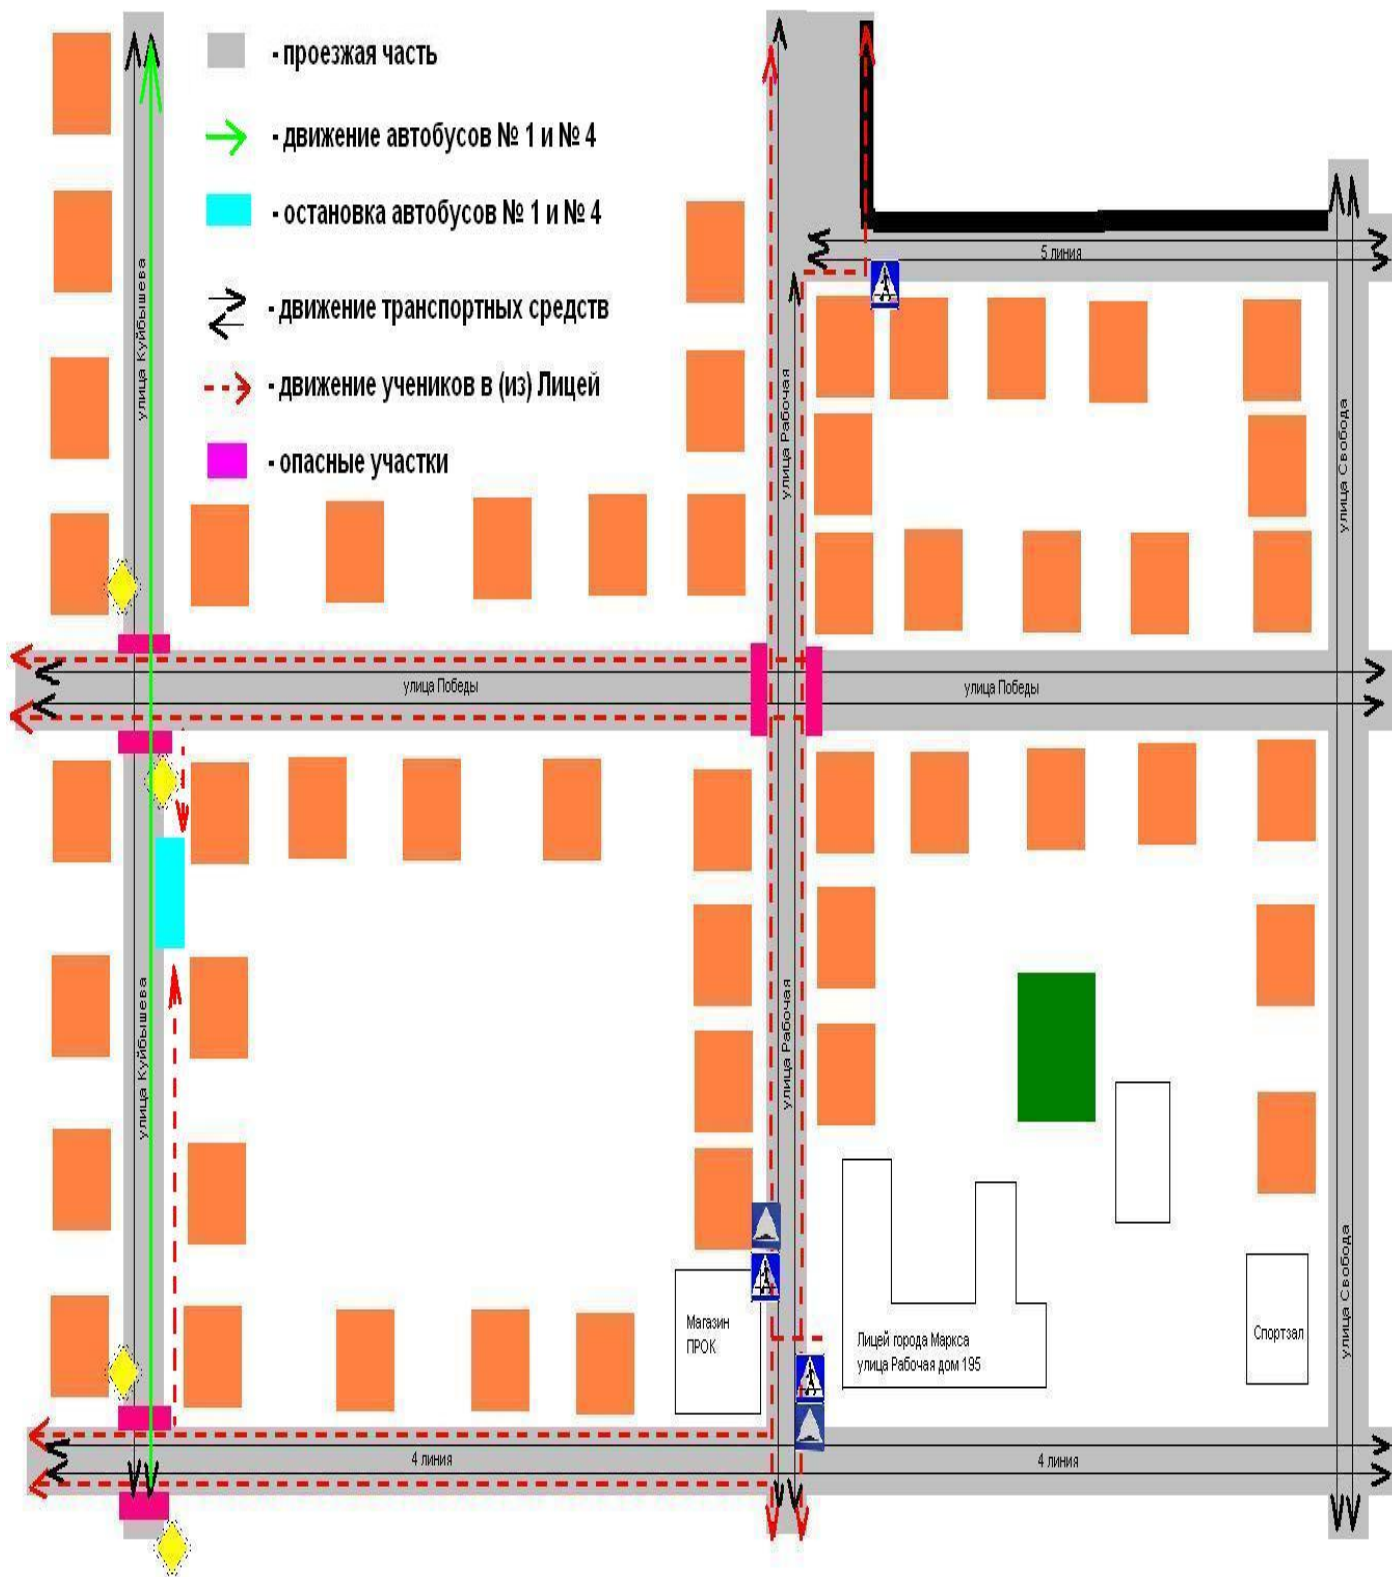 - проезжая часть
- движение автобусов № 1 и № 4
- остановка автобусов № 1 и № 4
- движение транспортных средств
- движение учеников в (из) Лицей
- опасные участки
5 линия
улица Куйбышева
улица Рабочая
улица Свобода
улица Победы
улица Победы
улица Куйбышева
улица Рабочая
улица Свобода
Магазин
ПРОК
Лицей города Маркса
улица Рабочая дом 195
Спортзал
4 линия
4 линия